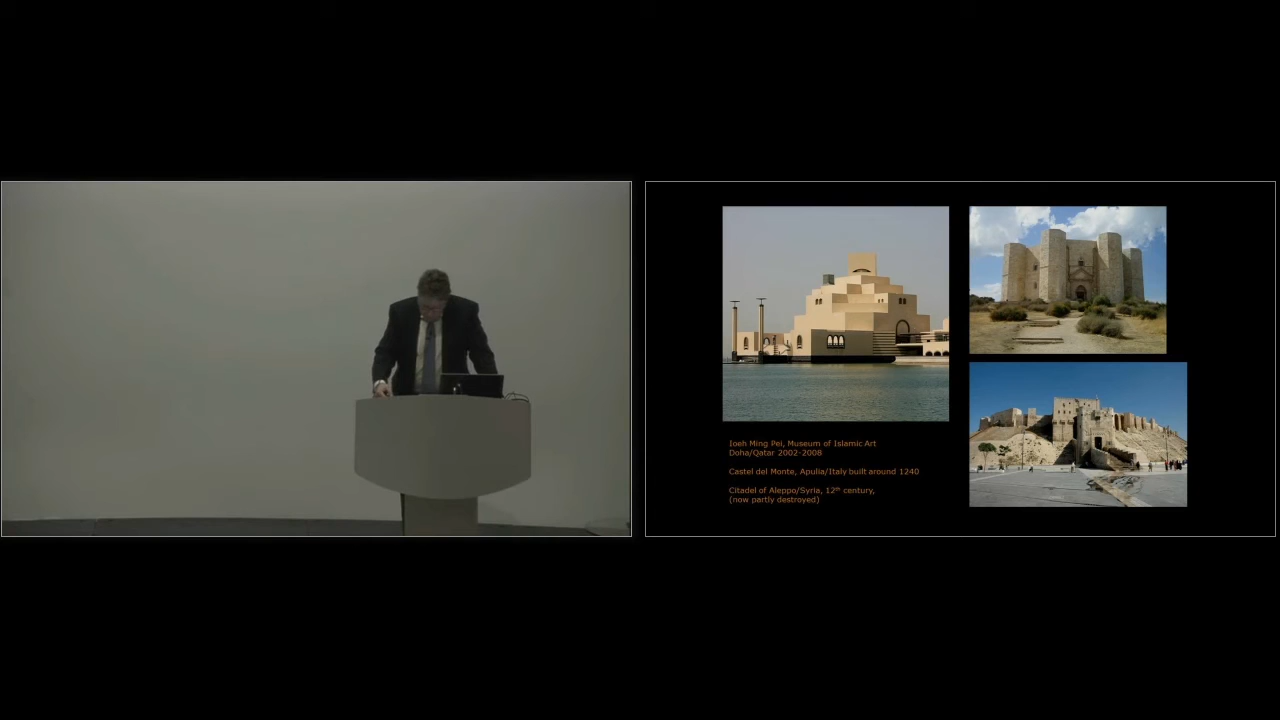 Ioeh Ming Pei, Museum of Islamic Art
Doha/Qatar 2002-2008
Castel del Monte, Apulia/Italy built around 1240
Citadel of Aleppo/Syria, 12th century,
(now partly destroyed)